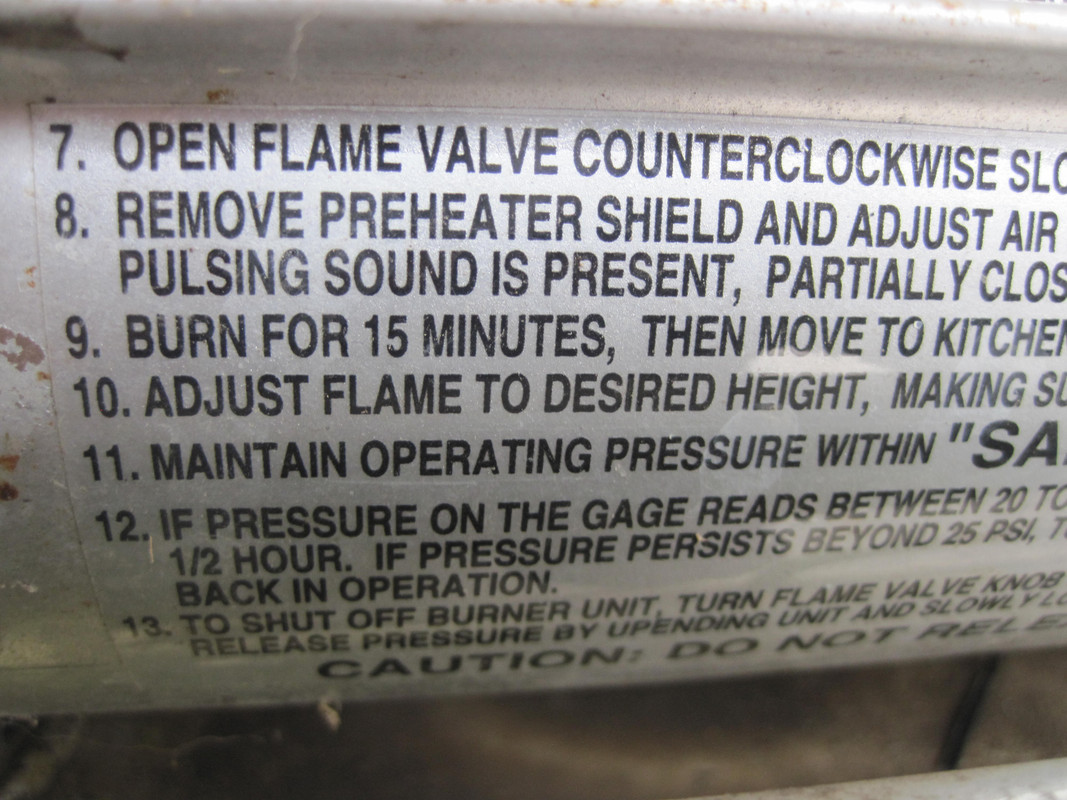 7. OPEN FLAME VALVE COUNTERCLOCKWISE
8. REMOVE PREHEATER SHIELD AND ADJUST AIR
PULSING SOUND IS PRESENT, PARTIALLY
9. BURN FOR 15 MINUTES, THEN MOVE TO KITCHEN
10. ADJUST FLAME TO DESIRED HEIGHT, MAKING
11. MAINTAIN OPERATING PRESSURE WITHIN
12. IF PRESSURE ON THE GAGE READS BETWEEN 20 TO
1/2 HOUR. IF PRESSURE PERSISTS BEYOND 25 PSI,
BACK IN OPERATION.
13. TO SHUT OFF BURNER UNIT, TURN FLAME VALVE KNOB
RELEASE PRESSURE BY UPENDING UNIT AND SLOWLY
CAUTION: DO NOT